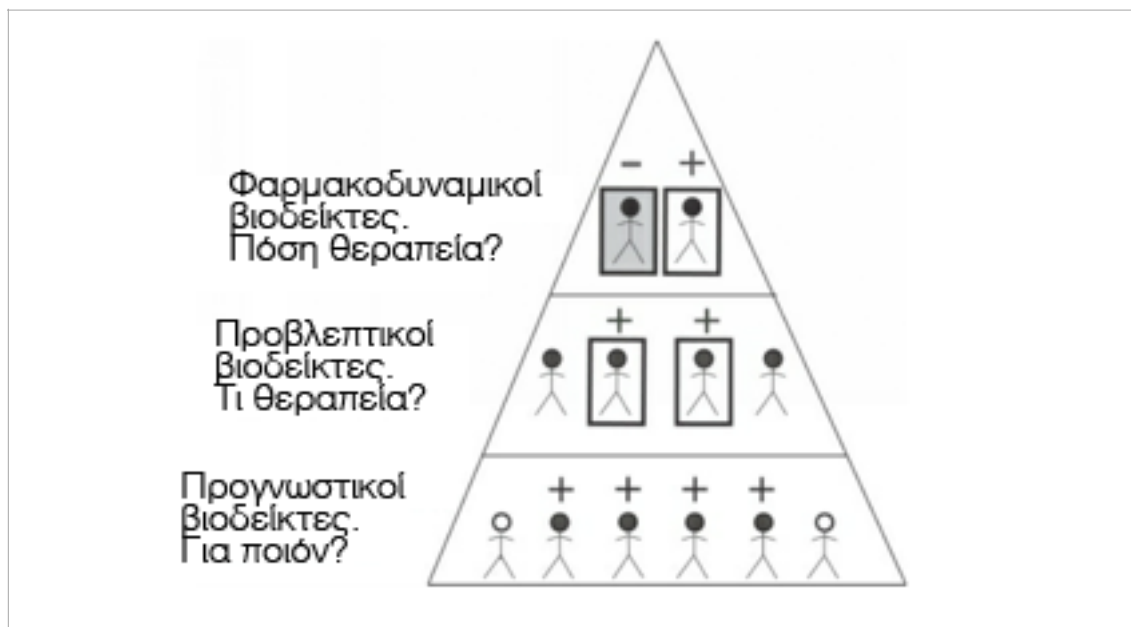 − +
Φαρμακοδυναμικοί
βιοδείκτες.
Πόση θεραπεία?
+ +
Προβλεπτικοί
βιοδείκτες.
Τι θεραπεία?
Προγνωστικοί
+ + + +
βιοδείκτες.
Για ποιόν?